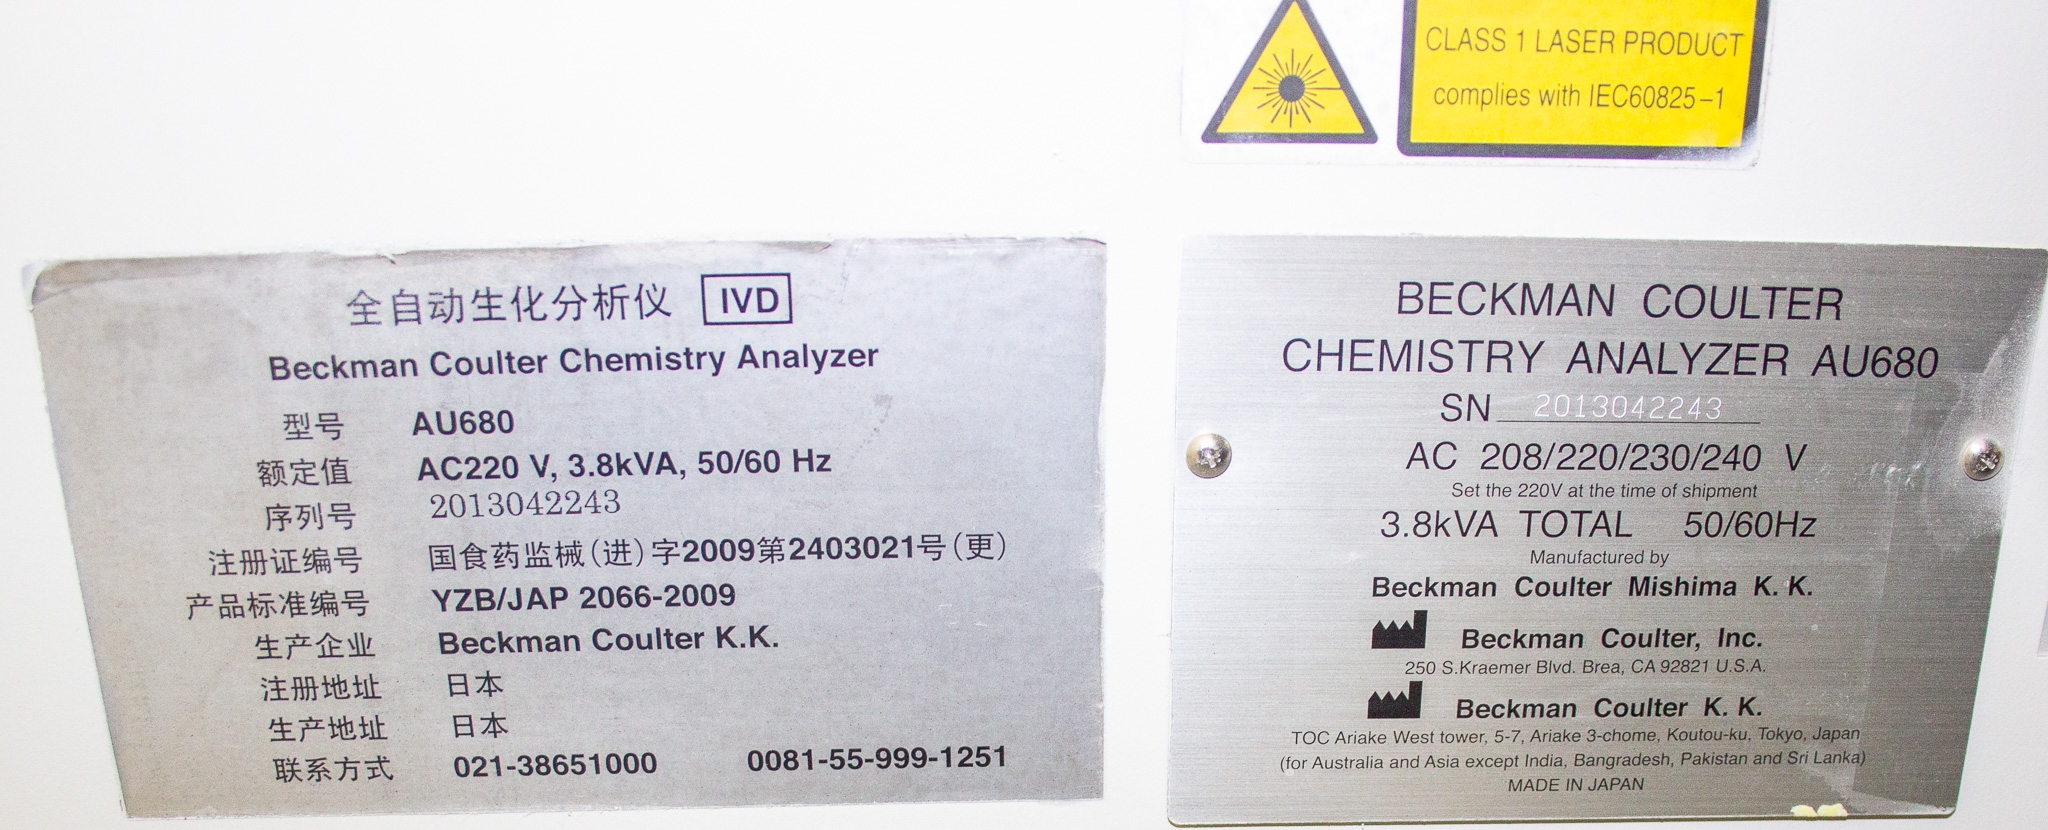 CLASS 1 LASER PRODUCT
complies with IEC60825-1
全自动生化分析仪 IVD
Beckman Coulter Chemistry Analyzer
型号 AU680
额定值 AC220 V, 3.8kVA, 50/60 Hz
序列号 2013042243
注册证编号 国食药监械(进)字2009第2403021号(更)
产品标准编号 YZB/JAP 2066-2009
生产企业 Beckman Coulter K.K.
注册地址 日本
生产地址 日本
联系方式 021-38651000 0081-55-999-1251
BECKMAN COULTER
CHEMISTRY ANALYZER AU680
SN 2013042243
AC 208/220/230/240 V
Set the 220V at the time of shipment
3.8kVA TOTAL 50/60Hz
Manufactured by
Beckman Coulter Mishima K. K.
Beckman Coulter, Inc.
250 S.Kraemer Blvd. Brea, CA 92821 U.S.A.
Beckman Coulter K. K.
TOC Ariake West tower, 5-7, Ariake 3-chome, Koutou-ku, Tokyo, Japan
(for Australia and Asia except India, Bangradesh, Pakistan and Sri Lanka)
MADE IN JAPAN